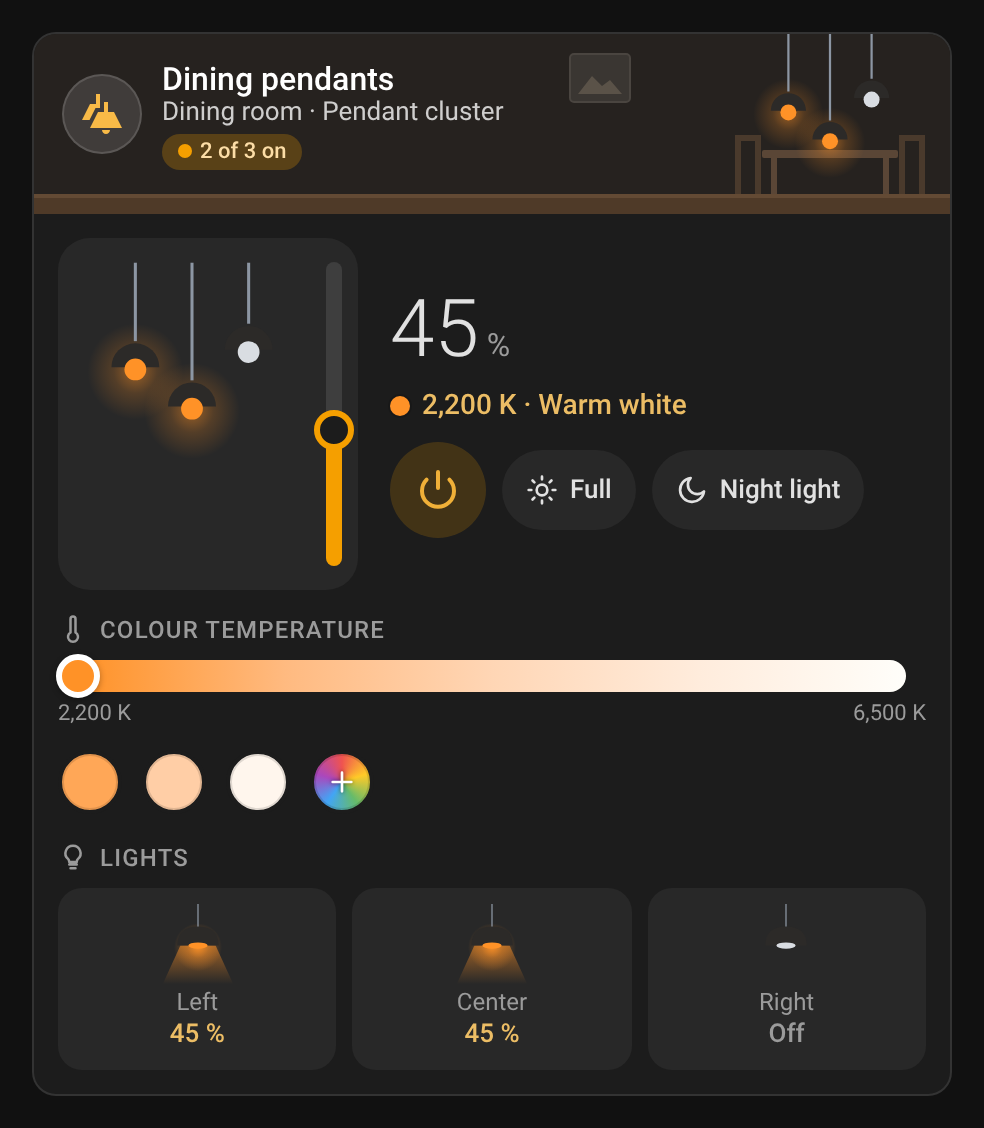 Dining pendants
Dining room · Pendant cluster
2 of 3 on
45 %
2,200 K · Warm white
Full
Night light
COLOUR TEMPERATURE
2,200 K
6,500 K
LIGHTS
Left
45 %
Center
45 %
Right
Off